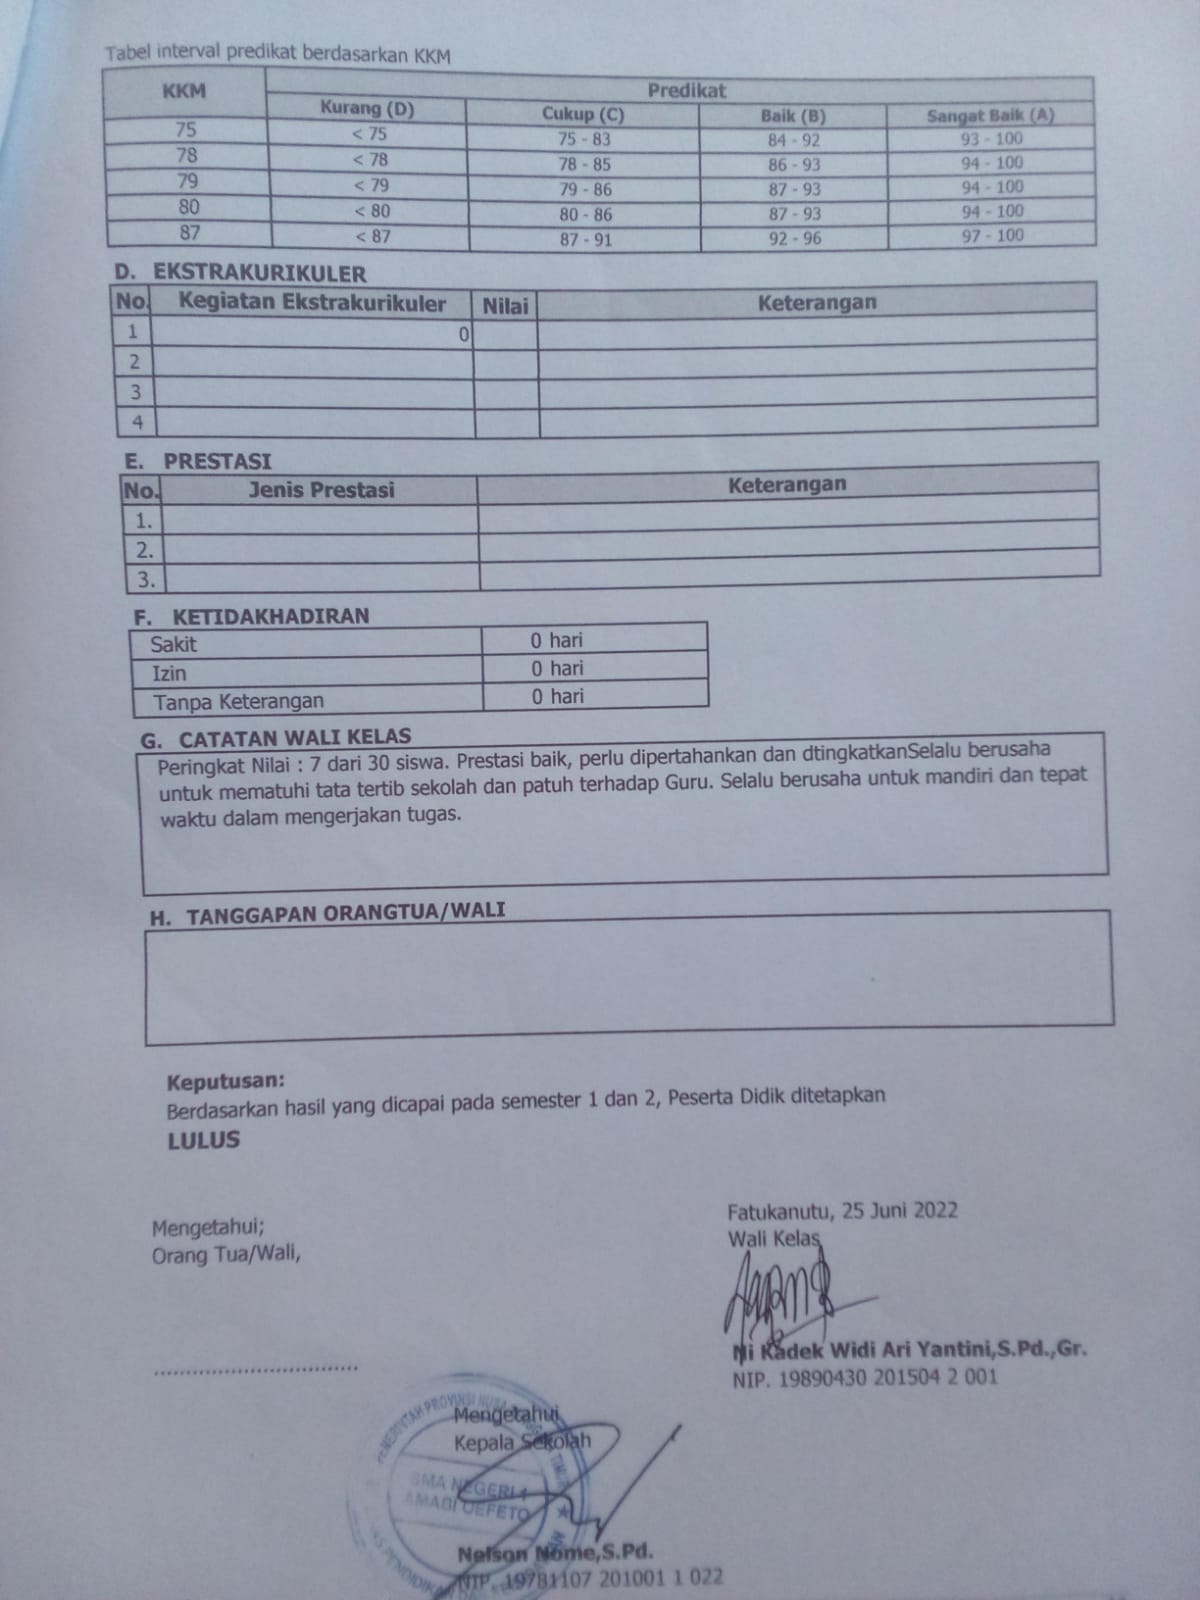 Tabel interval predikat berdasarkan KKM
KKM Predikat
Kurang (D) Cukup (C) Baik (B) Sangat Baik (A)
75 < 75 75 - 83 84 - 92 93 - 100
78 < 78 78 - 85 86 - 93 94 - 100
79 < 79 79 - 86 87 - 93 94 - 100
80 < 80 80 - 86 87 - 93 94 - 100
87 < 87 87 - 91 92 - 96 97 - 100
D. EKSTRAKURIKULER
No. Kegiatan Ekstrakurikuler Nilai Keterangan
1 0
2
3
4
E. PRESTASI
No. Jenis Prestasi Keterangan
1.
2.
3.
F. KETIDAKHADIRAN
Sakit 0 hari
Izin 0 hari
Tanpa Keterangan 0 hari
G. CATATAN WALI KELAS
Peringkat Nilai : 7 dari 30 siswa. Prestasi baik, perlu dipertahankan dan dtingkatkanSelalu berusaha
untuk mematuhi tata tertib sekolah dan patuh terhadap Guru. Selalu berusaha untuk mandiri dan tepat
waktu dalam mengerjakan tugas.
H. TANGGAPAN ORANGTUA/WALI
Keputusan:
Berdasarkan hasil yang dicapai pada semester 1 dan 2, Peserta Didik ditetapkan
LULUS
Mengetahui;
Orang Tua/Wali,
Fatukanutu, 25 Juni 2022
Wali Kelas
Ni Kadek Widi Ari Yantini,S.Pd.,Gr.
NIP. 19890430 201504 2 001
Mengetahui
Kepala Sekolah
PEMERINTAH PROVINSI NUSA TENGGARA TIMUR
SMA NEGERI 1
AMABI OEFETO
Nelson Nome,S.Pd.
NIP. 19781107 201001 1 022